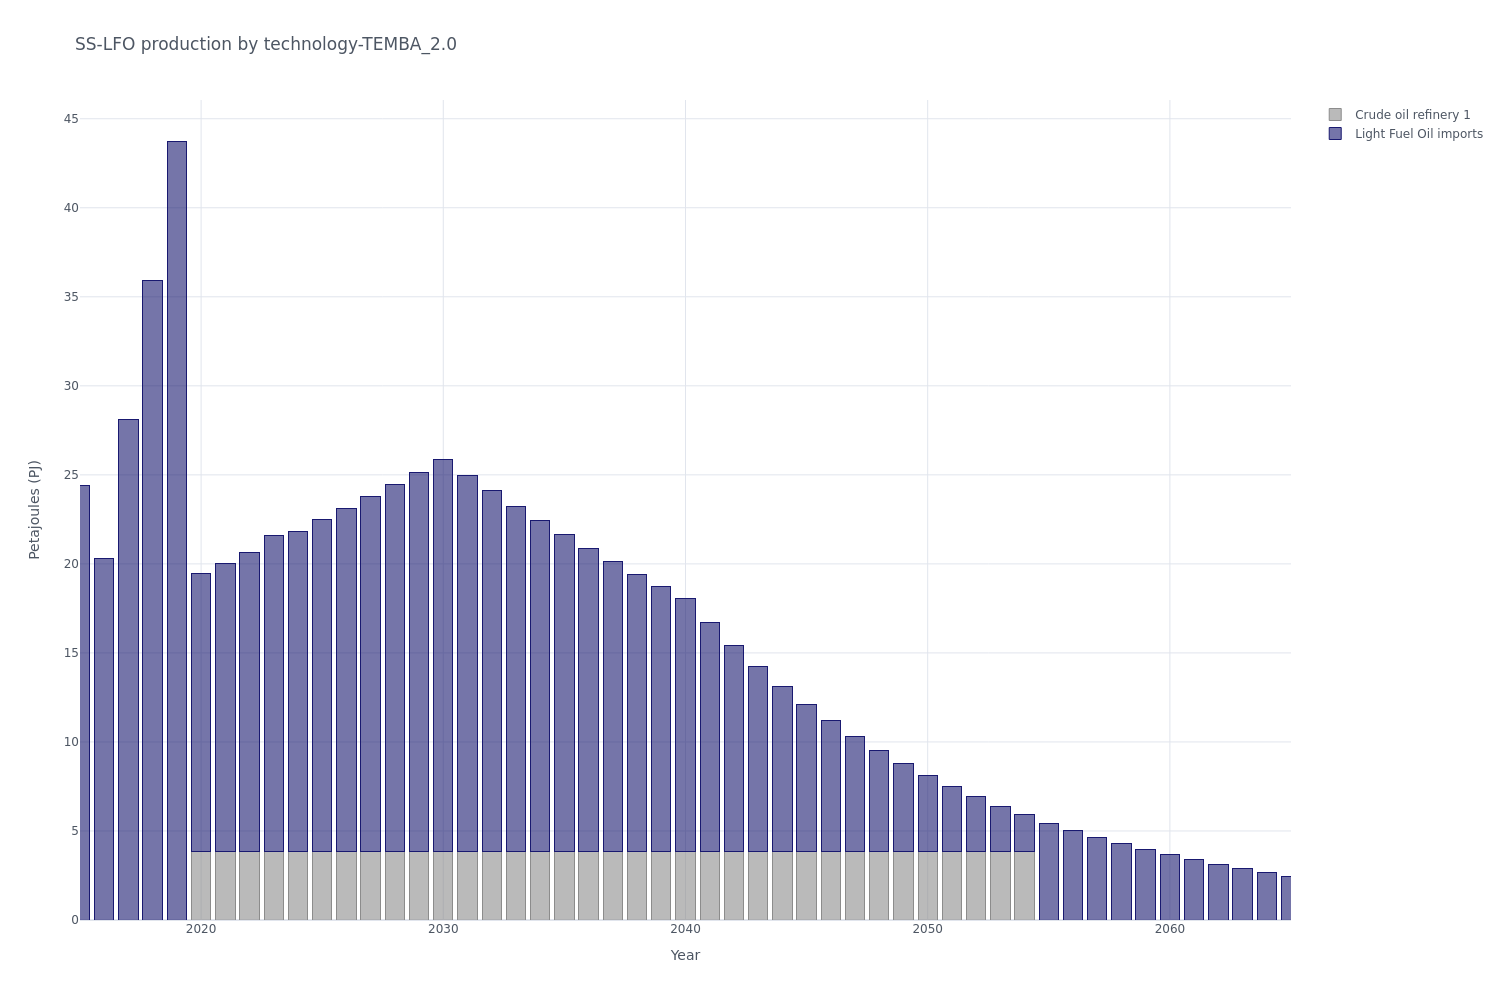 SS-LFO production by technology-TEMBA_2.0
Crude oil refinery 1
Light Fuel Oil imports
45
40
35
30
25
20
15
10
5
0
Petajoules (PJ)
2020 2030 2040 2050 2060
Year